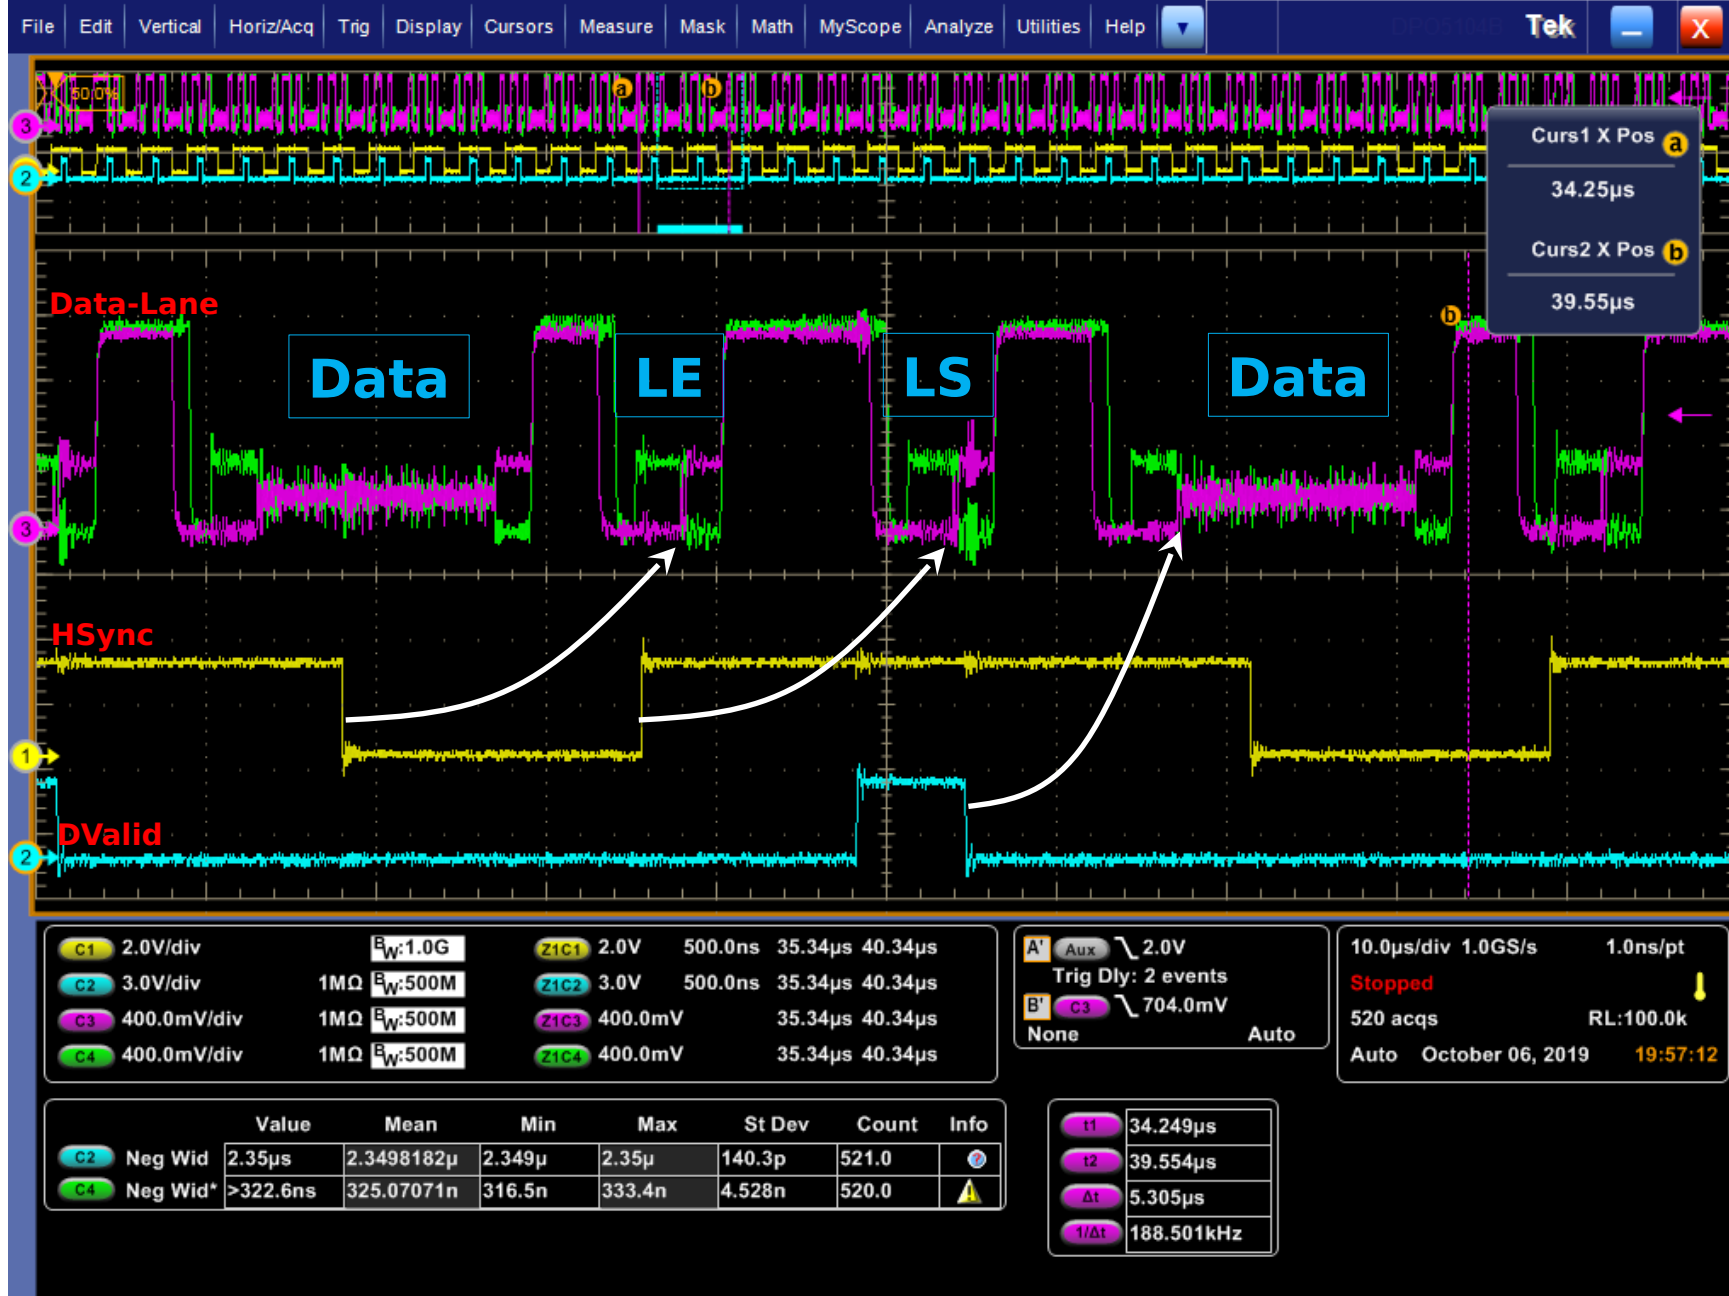 File Edit Vertical Horiz/Acq Trig Display Cursors Measure Mask Math MyScope Analyze Utilities Help DPO5104B Tek X
50.0%
a b
3
2
Curs1 X Pos a
34.25µs
Curs2 X Pos b
39.55µs
Data-Lane
b
Data LE LS Data
3
HSync
1
DValid
2
C1 2.0V/div BW:1.0G Z1C1 2.0V 500.0ns 35.34µs 40.34µs
C2 3.0V/div 1MΩ BW:500M Z1C2 3.0V 500.0ns 35.34µs 40.34µs
C3 400.0mV/div 1MΩ BW:500M Z1C3 400.0mV 35.34µs 40.34µs
C4 400.0mV/div 1MΩ BW:500M Z1C4 400.0mV 35.34µs 40.34µs
A' Aux 2.0V
Trig Dly: 2 events
B' C3 704.0mV
None Auto
10.0µs/div 1.0GS/s 1.0ns/pt
Stopped
520 acqs RL:100.0k
Auto October 06, 2019 19:57:12
Value Mean Min Max St Dev Count Info
C2 Neg Wid 2.35µs 2.3498182µ 2.349µ 2.35µ 140.3p 521.0
C4 Neg Wid* >322.6ns 325.07071n 316.5n 333.4n 4.528n 520.0
t1 34.249µs
t2 39.554µs
Δt 5.305µs
1/Δt 188.501kHz